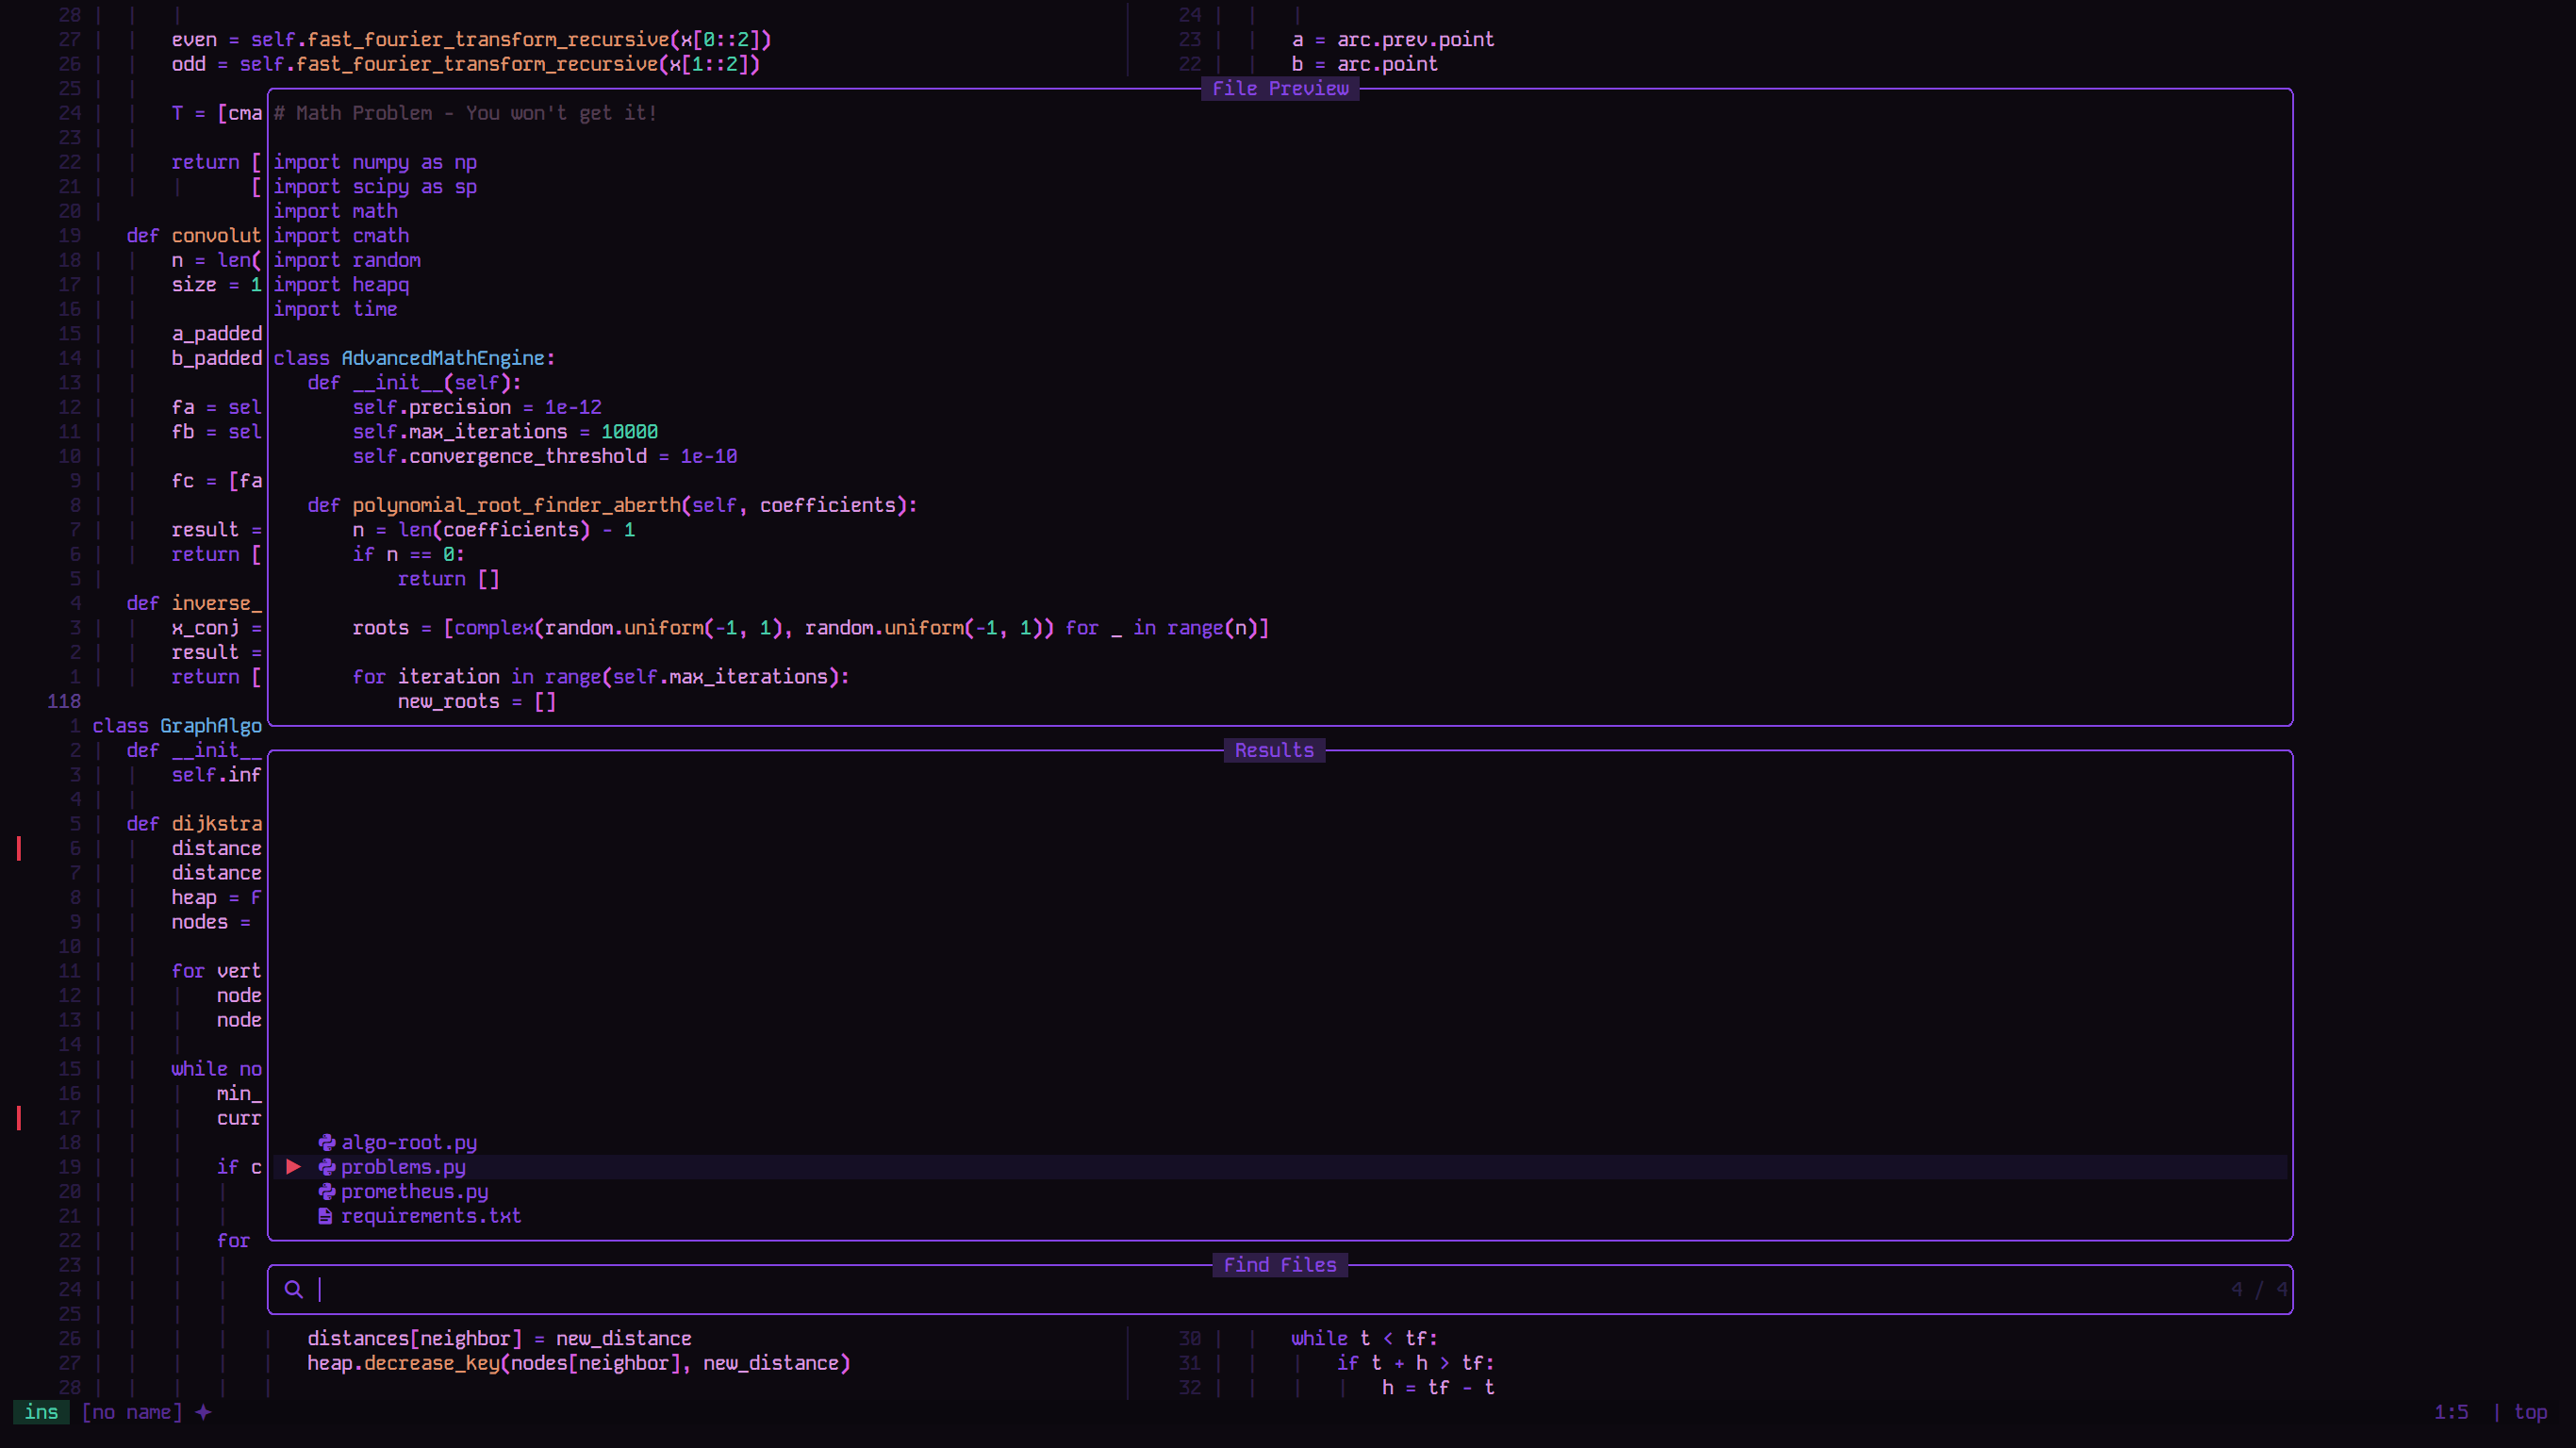 28
27 even = self.fast_fourier_transform_recursive(x[0::2])
26 odd = self.fast_fourier_transform_recursive(x[1::2])
25
24 T = [cma
23
22 return [
21 [
20
19 def convolut
18 n = len(
17 size = 1
16
15 a_padded
14 b_padded
13
12 fa = sel
11 fb = sel
10
9 fc = [fa
8
7 result =
6 return [
5
4 def inverse_
3 x_conj =
2 result =
1 return [
118
1 class GraphAlgo
2 def __init__
3 self.inf
4
5 def dijkstra
6 distance
7 distance
8 heap = F
9 nodes =
10
11 for vert
12 node
13 node
14
15 while no
16 min_
17 curr
18
19 if c
20
21
22 for
23
24
25
26 distances[neighbor] = new_distance
27 heap.decrease_key(nodes[neighbor], new_distance)
28
24
23 a = arc.prev.point
22 b = arc.point
File Preview
# Math Problem - You won't get it!
import numpy as np
import scipy as sp
import math
import cmath
import random
import heapq
import time
class AdvancedMathEngine:
def __init__(self):
self.precision = 1e-12
self.max_iterations = 10000
self.convergence_threshold = 1e-10
def polynomial_root_finder_aberth(self, coefficients):
n = len(coefficients) - 1
if n == 0:
return []
roots = [complex(random.uniform(-1, 1), random.uniform(-1, 1)) for _ in range(n)]
for iteration in range(self.max_iterations):
new_roots = []
Results
algo-root.py
problems.py
prometheus.py
requirements.txt
Find Files
4 / 4
30 while t < tf:
31 if t + h > tf:
32 h = tf - t
ins [no name]
1:5 | top